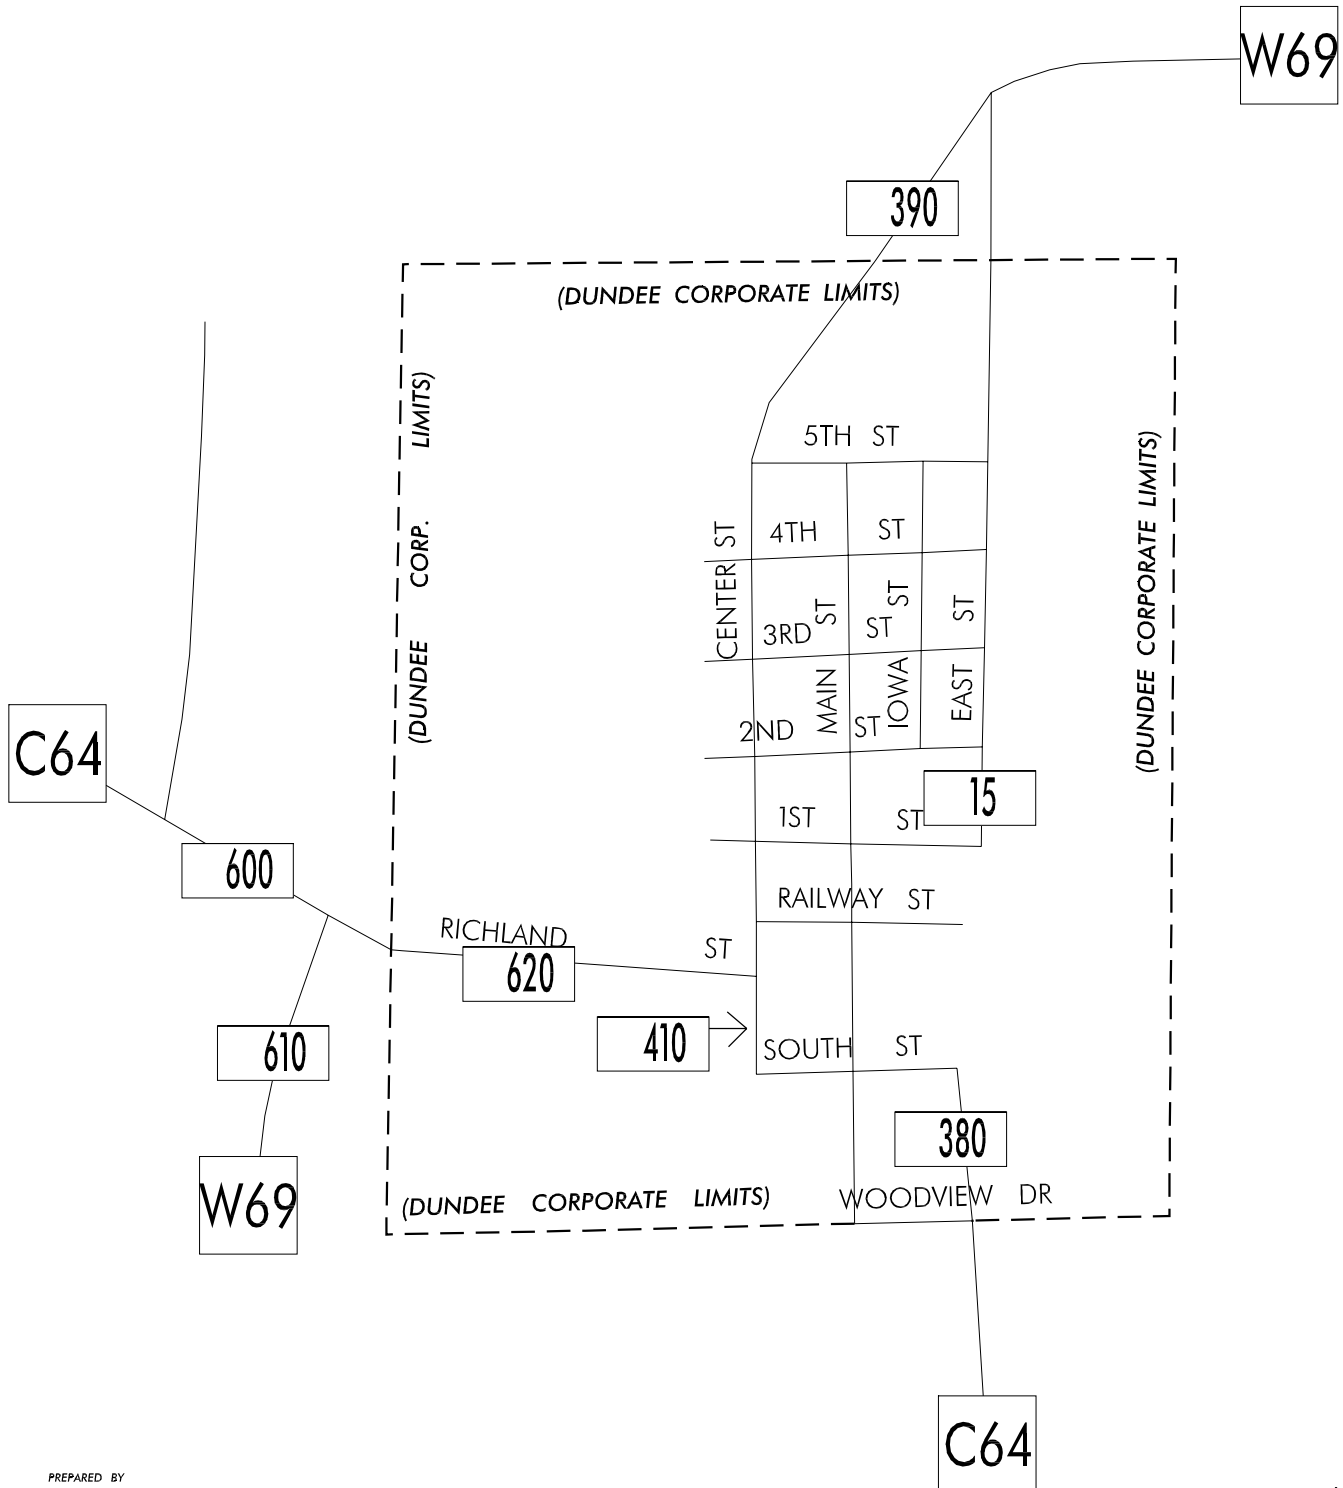 W69
390
(DUNDEE CORPORATE LIMITS)
(DUNDEE CORP. LIMITS)
(DUNDEE CORPORATE LIMITS)
5TH ST
4TH ST
CENTER ST
3RD ST
MAIN ST
IOWA ST
EAST ST
2ND ST
C64
15
1ST ST
600
RAILWAY ST
RICHLAND ST
620
410
SOUTH ST
610
380
W69
(DUNDEE CORPORATE LIMITS)
WOODVIEW DR
C64
PREPARED BY